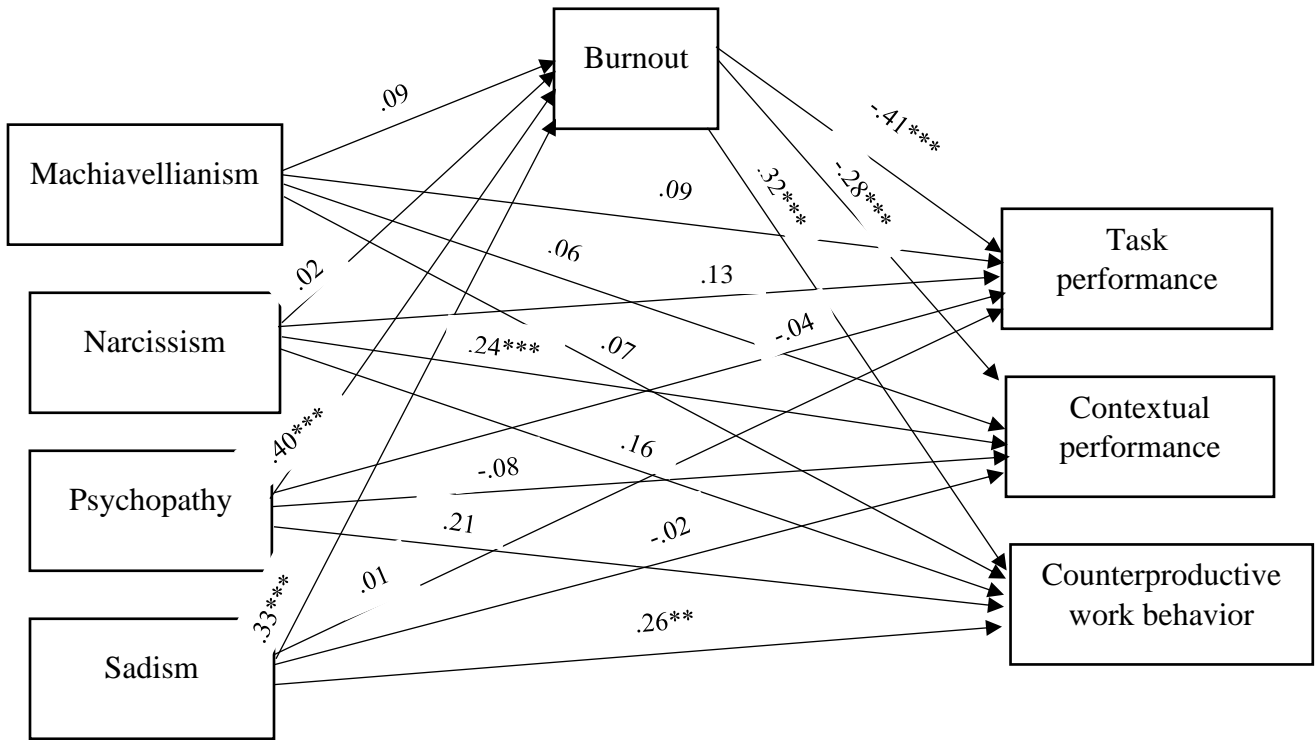 Burnout
.09
-.41***
Machiavellianism
.09
.32***
-.28***
.06
Task
performance
.02
.13
Narcissism
.24***
.07
-.04
Contextual
performance
.40***
.16
Psychopathy
-.08
.21
-.02
.01
Counterproductive
work behavior
.33***
.26**
Sadism